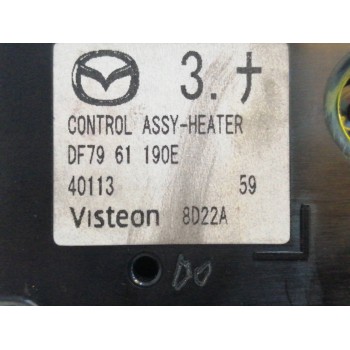 3.ナ
CONTROL ASSY-HEATER
DF79 61 190E
40113 59
Visteon 8D22A